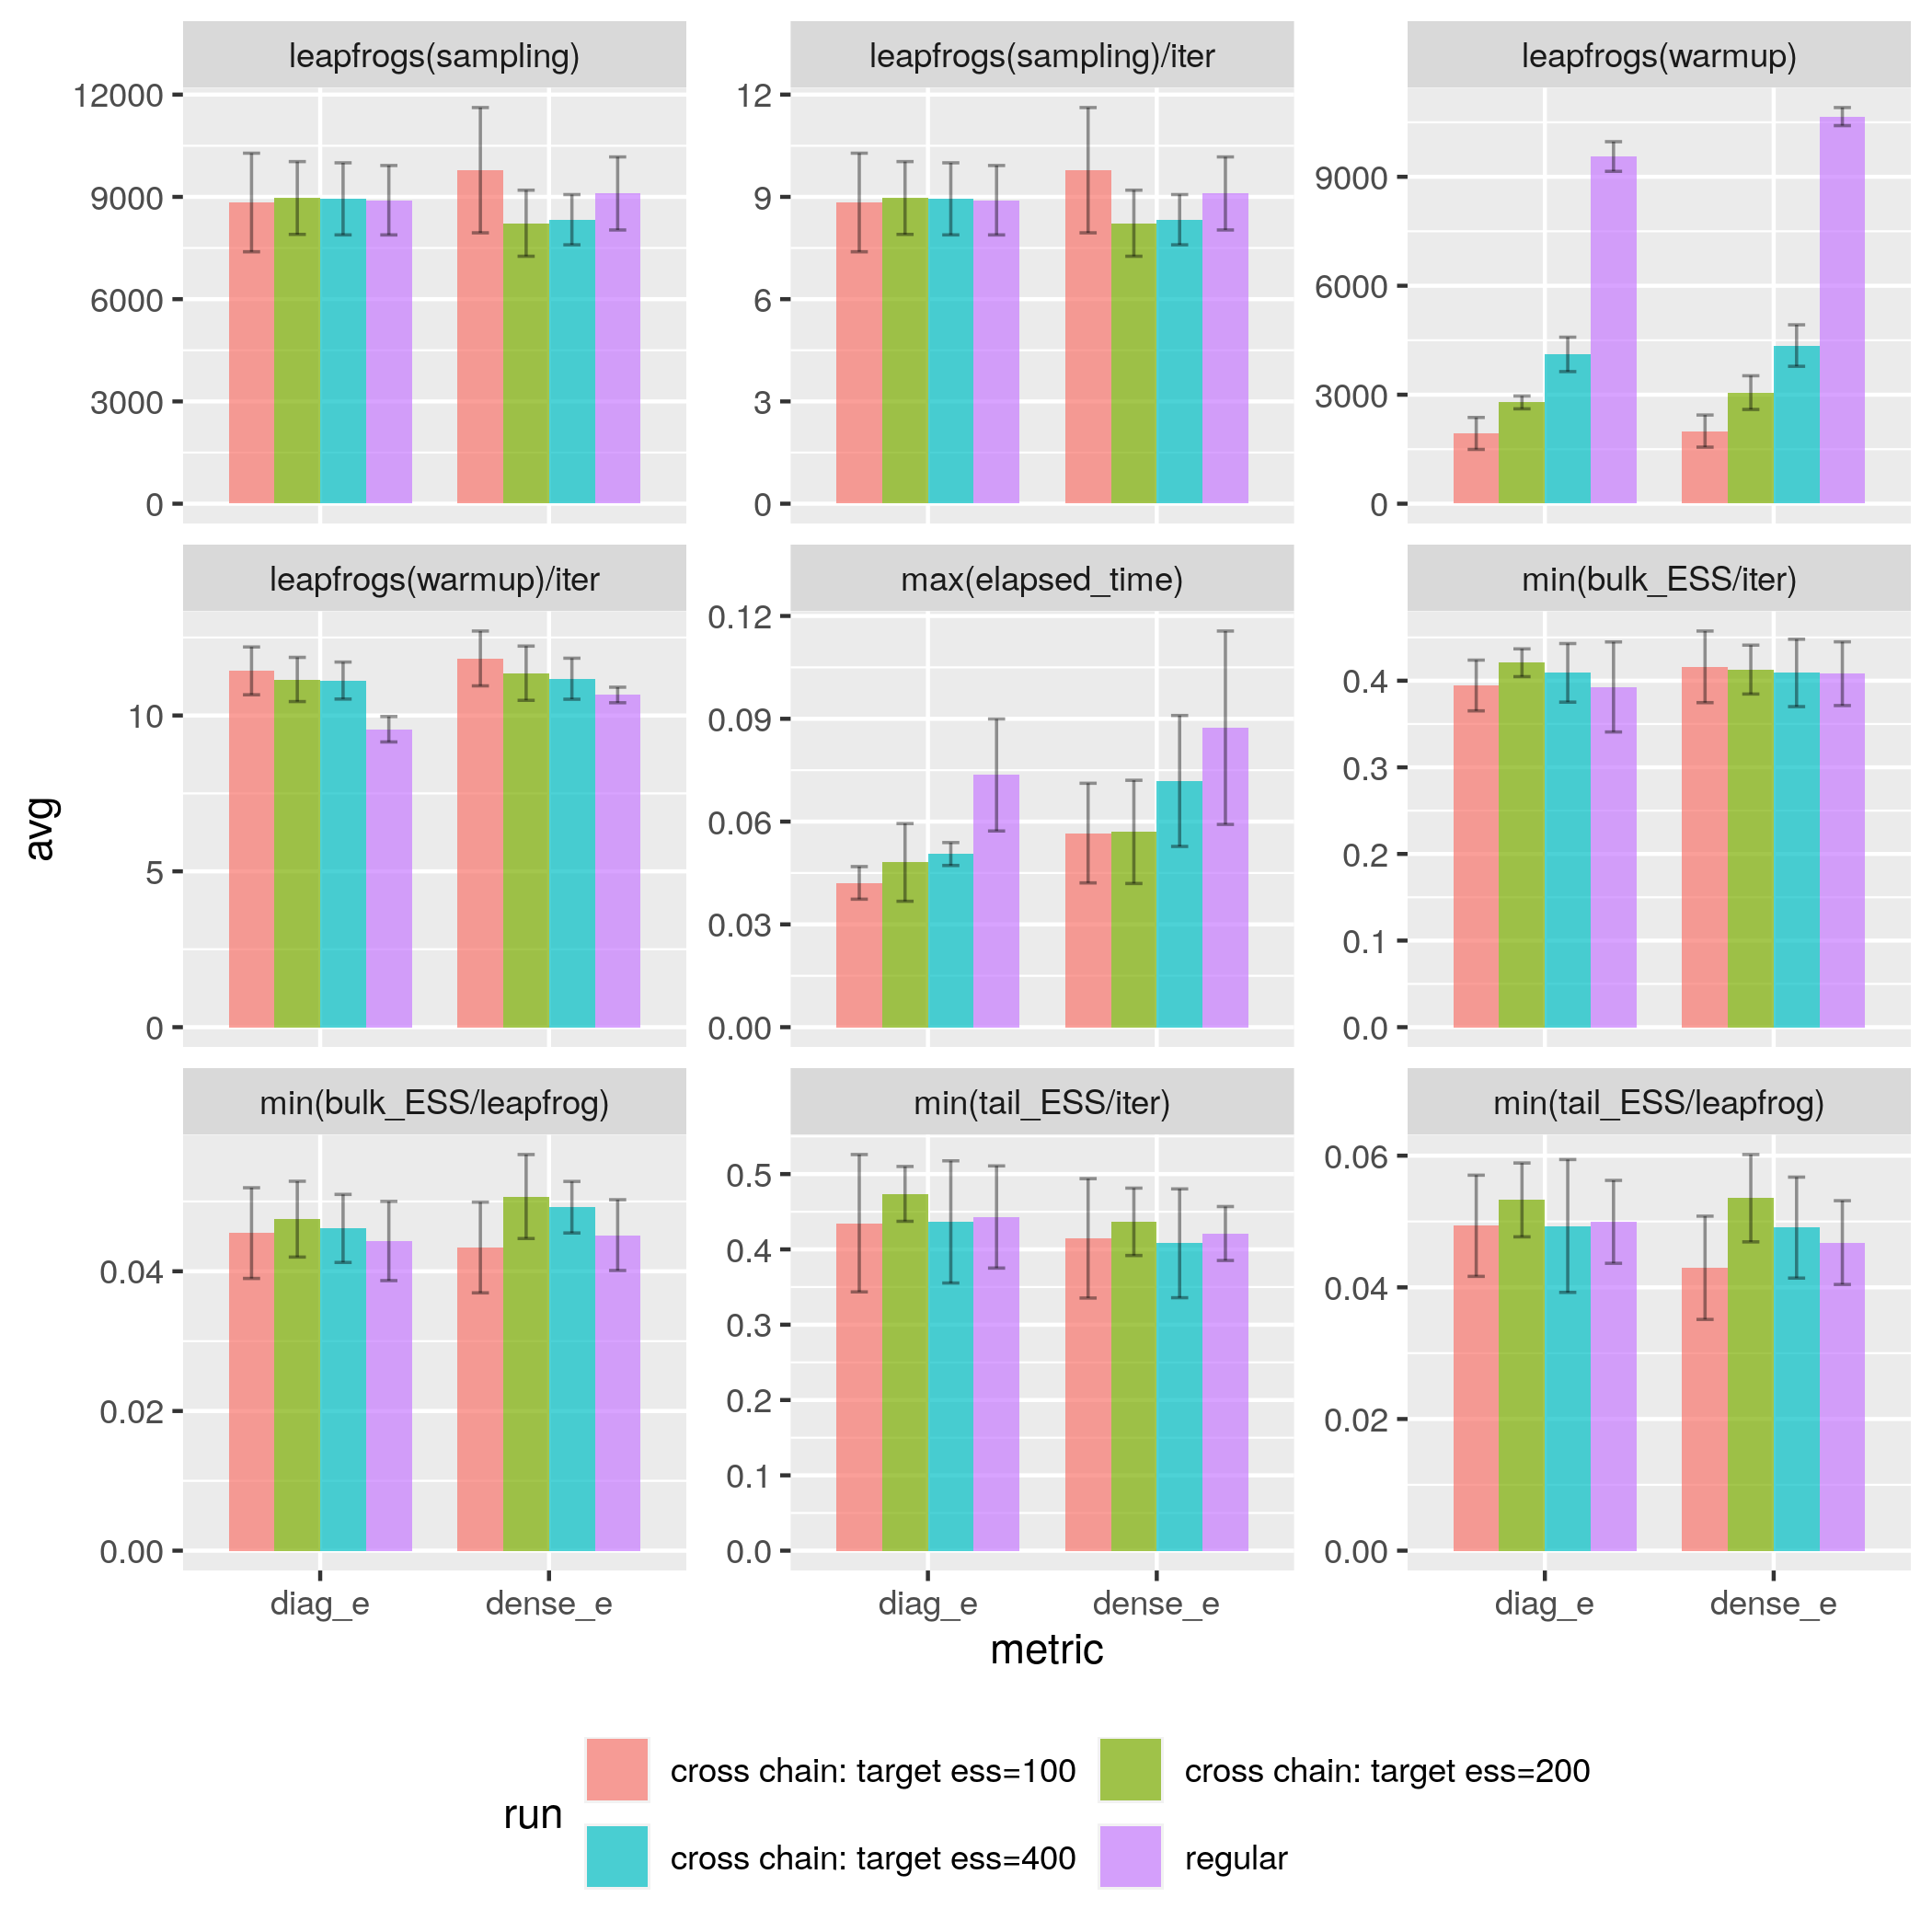 leapfrogs(sampling)
leapfrogs(sampling)/iter
leapfrogs(warmup)
12000
9000
6000
3000
0
12
9
6
3
0
9000
6000
3000
0
leapfrogs(warmup)/iter
max(elapsed_time)
min(bulk_ESS/iter)
10
5
0
0.12
0.09
0.06
0.03
0.00
0.4
0.3
0.2
0.1
0.0
avg
min(bulk_ESS/leapfrog)
min(tail_ESS/iter)
min(tail_ESS/leapfrog)
0.04
0.02
0.00
0.5
0.4
0.3
0.2
0.1
0.0
0.06
0.04
0.02
0.00
diag_e dense_e
diag_e dense_e
diag_e dense_e
metric
run
cross chain: target ess=100
cross chain: target ess=200
cross chain: target ess=400
regular